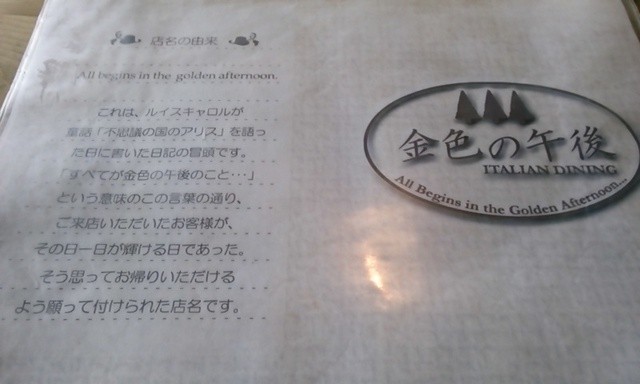 店名の由来
All begins in the golden afternoon.
これは、ルイスキャロルが
童話「不思議の国のアリス」を語っ
た日に書いた日記の冒頭です。
「すべてが金色の午後のこと・・・」
という意味のこの言葉の通り、
ご来店いただいたお客様が、
その日一日が輝ける日であった。
そう思ってお帰りいただける
よう願って付けられた店名です。
金色の午後
ITALIAN DINING
All Begins in the Golden Afternoon...